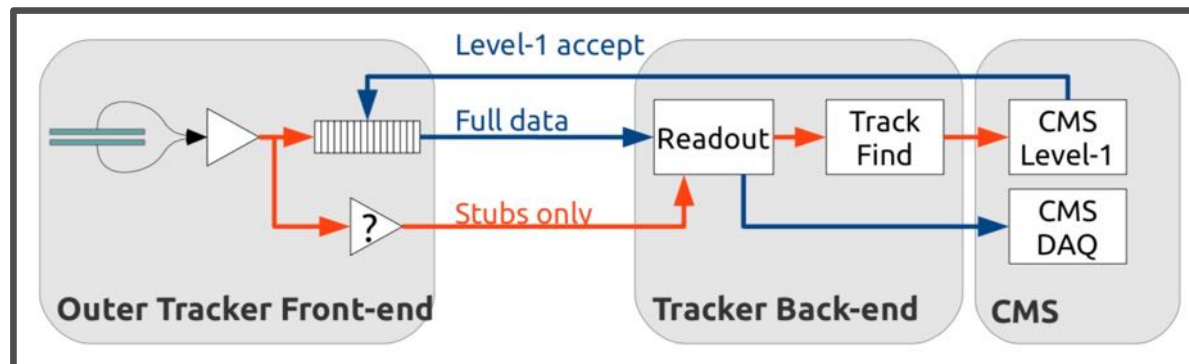 Level-1 accept
Full data
Readout
Track
Find
CMS
Level-1
?
Stubs only
CMS
DAQ
Outer Tracker Front-end
Tracker Back-end
CMS